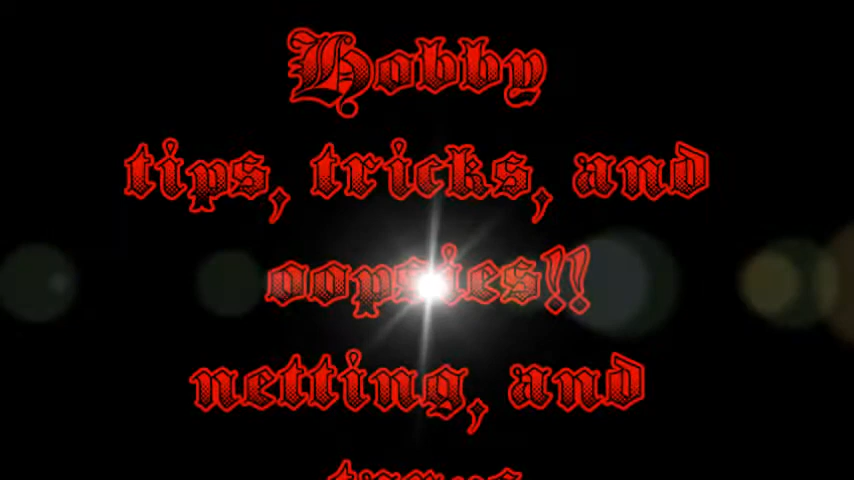 Hobby
tips, tricks, and
oopsies!!
netting, and